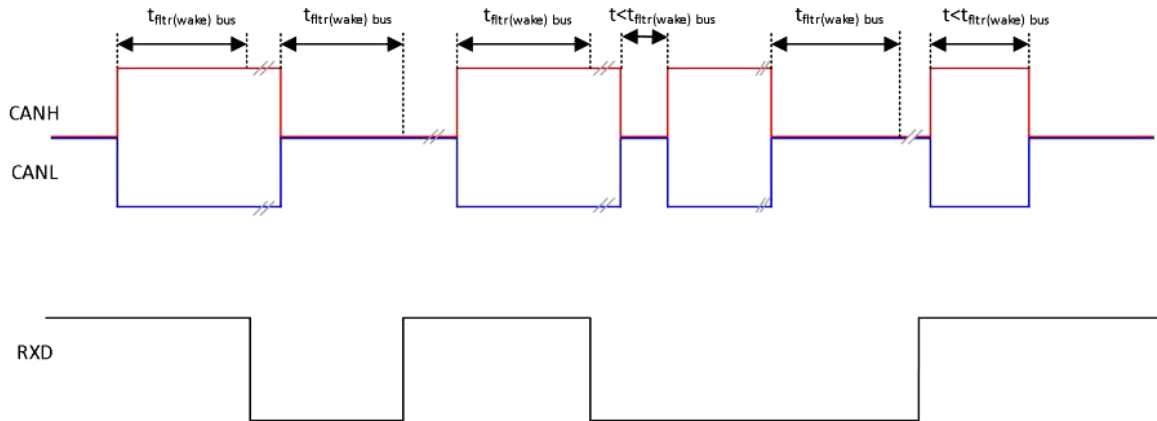 tfltr(wake) bus
tfltr(wake) bus
tfltr(wake) bus
t<tfltr(wake) bus
tfltr(wake) bus
t<tfltr(wake) bus
CANH
CANL
RXD